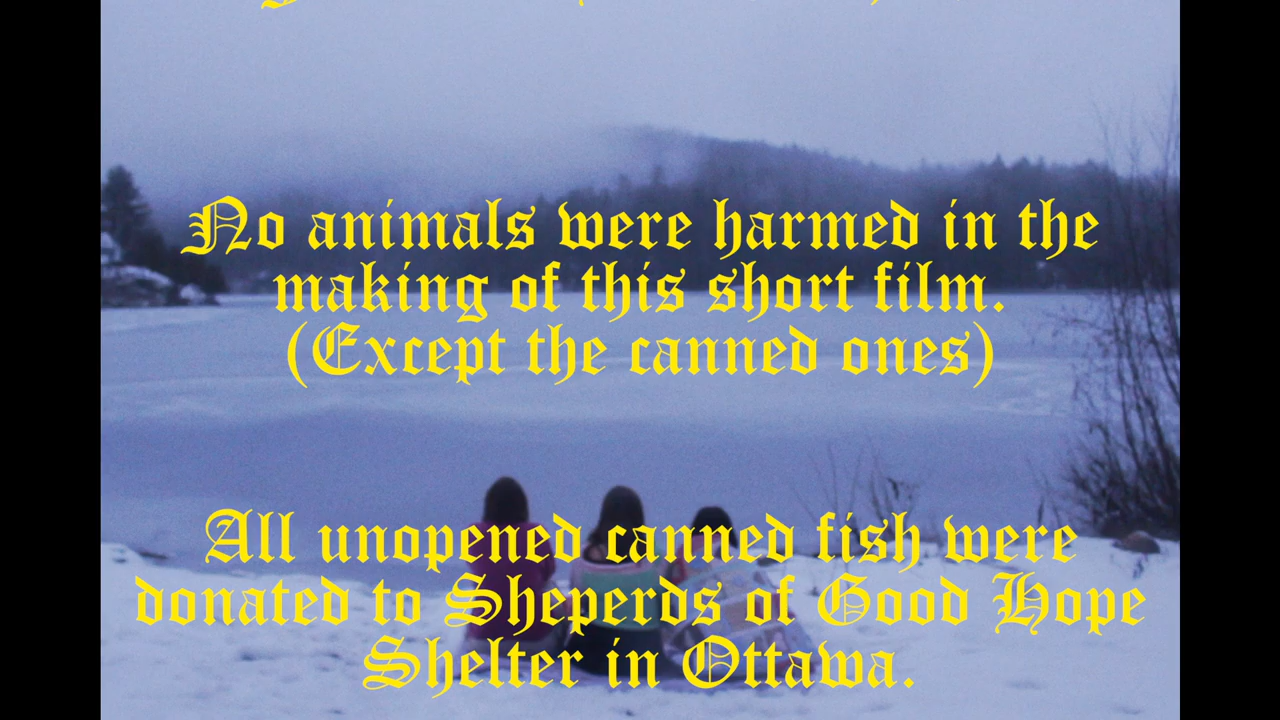 No animals were harmed in the
making of this short film.
(Except the canned ones)
All unopened canned fish were
donated to Sheperds of Good Hope
Shelter in Ottawa.